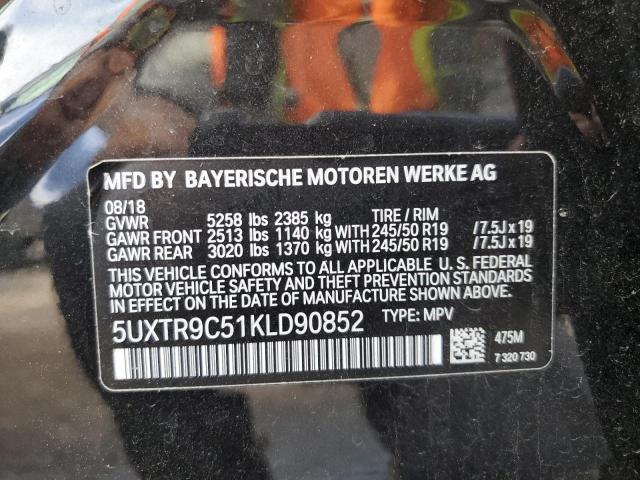 MFD BY BAYERISCHE MOTOREN WERKE AG
08/18
GVWR 5258 lbs 2385 kg TIRE / RIM
GAWR FRONT 2513 lbs 1140 kg WITH 245/50 R19 /7.5J x 19
GAWR REAR 3020 lbs 1370 kg WITH 245/50 R19 /7.5J x 19
THIS VEHICLE CONFORMS TO ALL APPLICABLE U. S. FEDERAL
MOTOR VEHICLE SAFETY, BUMPER, AND THEFT PREVENTION
STANDARDS IN EFFECT ON THE DATE OF MANUFACTURE SHOWN ABOVE.
5UXTR9C51KLD90852 TYPE: MPV
475M
7 320 730